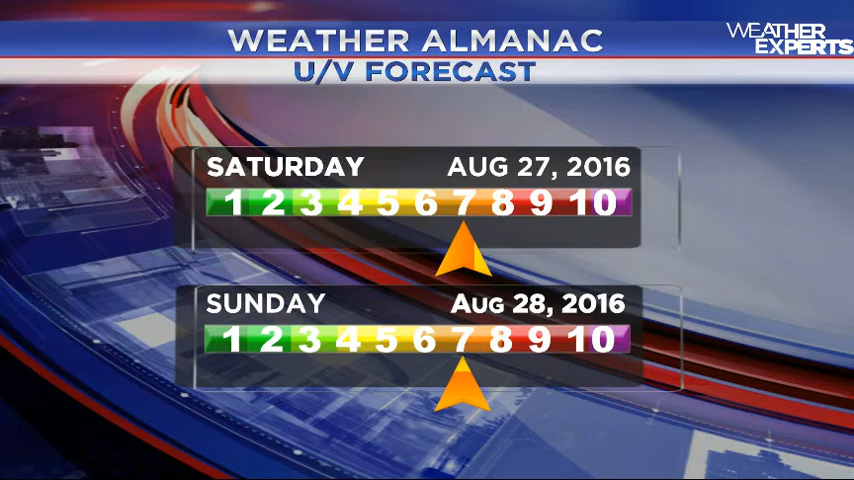 WEATHER ALMANAC
WEATHER
EXPERTS
U/V FORECAST
SATURDAY AUG 27, 2016
1 2 3 4 5 6 7 8 9 10
SUNDAY AUG 28, 2016
1 2 3 4 5 6 7 8 9 10